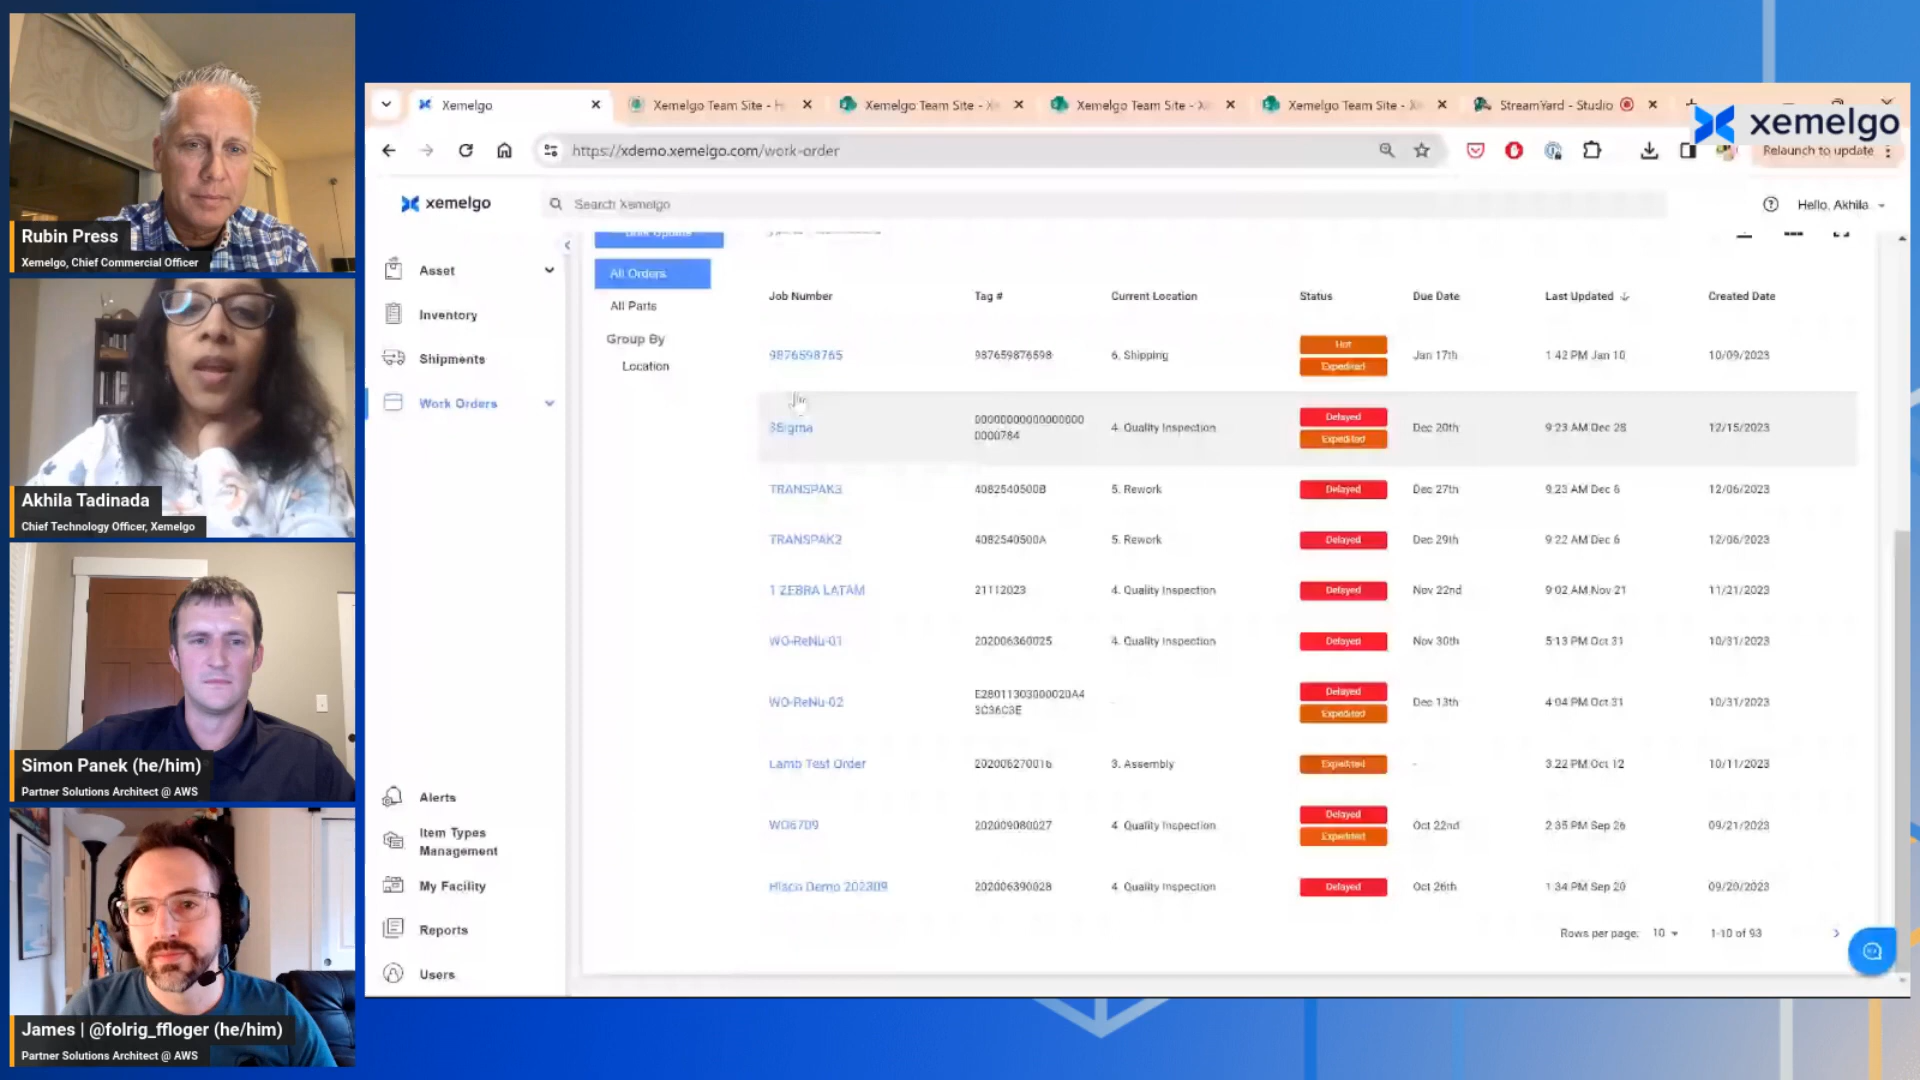 Rubin Press
Xemelgo, Chief Commercial Officer
Akhila Tadinada
Chief Technology Officer, Xemelgo
Simon Panek (he/him)
Partner Solutions Architect @ AWS
James | @folrig_ffloger (he/him)
Partner Solutions Architect @ AWS
Xemelgo
Xemelgo Team Site - H
Xemelgo Team Site - X
Xemelgo Team Site - X
Xemelgo Team Site - X
StreamYard - Studio
xemelgo
https://xdemo.xemelgo.com/work-order
Relaunch to update
xemelgo
Search Xemelgo
Hello, Akhila
Asset
Inventory
Shipments
Work Orders
Alerts
Item Types
Management
My Facility
Reports
Users
All Orders
All Parts
Group By
Location
Job Number Tag # Current Location Status Due Date Last Updated Created Date
9876598765 987659876598 6. Shipping Hot Expedited Jan 17th 1:42 PM Jan 10 10/09/2023
Delayed Expedited Dec 20th 9:23 AM Dec 28 12/15/2023
4. Quality Inspection
0000784
TRANSPAK3 4082540500B 5. Rework Delayed Dec 27th 9:23 AM Dec 6 12/06/2023
TRANSPAK2 4082540500A 5. Rework Delayed Dec 29th 9:22 AM Dec 6 12/06/2023
1 ZEBRA LATAM 21112023 4. Quality Inspection Delayed Nov 22nd 9:02 AM Nov 21 11/21/2023
WO-ReNu-01 202006360025 4. Quality Inspection Delayed Nov 30th 5:13 PM Oct 31 10/31/2023
WO-ReNu-02 E28011303000020A4 3C36C3E - Delayed Expedited Dec 13th 4:04 PM Oct 31 10/31/2023
Lamb Test Order 202006270016 3. Assembly Expedited - 3:22 PM Oct 12 10/11/2023
WO6709 202009080027 4. Quality Inspection Delayed Expedited Oct 22nd 2:35 PM Sep 26 09/21/2023
Hisco Demo 202309 202006390028 4. Quality Inspection Delayed Oct 26th 1:34 PM Sep 20 09/20/2023
Rows per page: 10 1-10 of 93